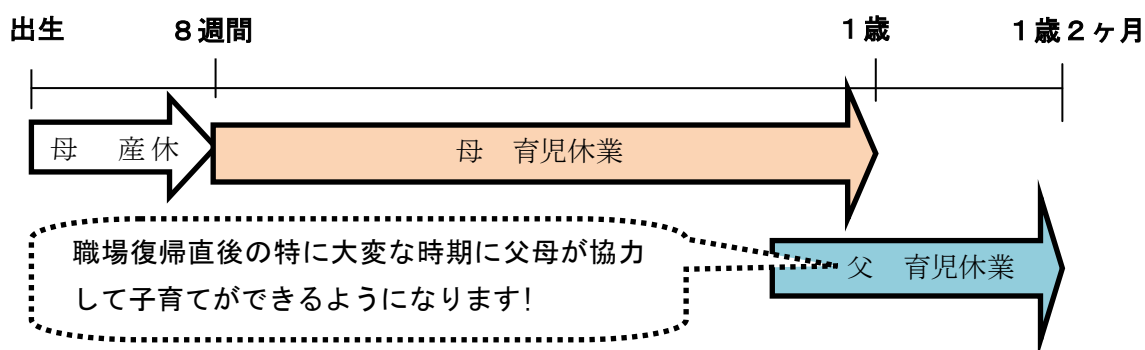 出生　８週間　１歳　１歳２ヶ月
母　産休
母　育児休業
職場復帰直後の特に大変な時期に父母が協力
して子育てができるようになります!
父　育児休業